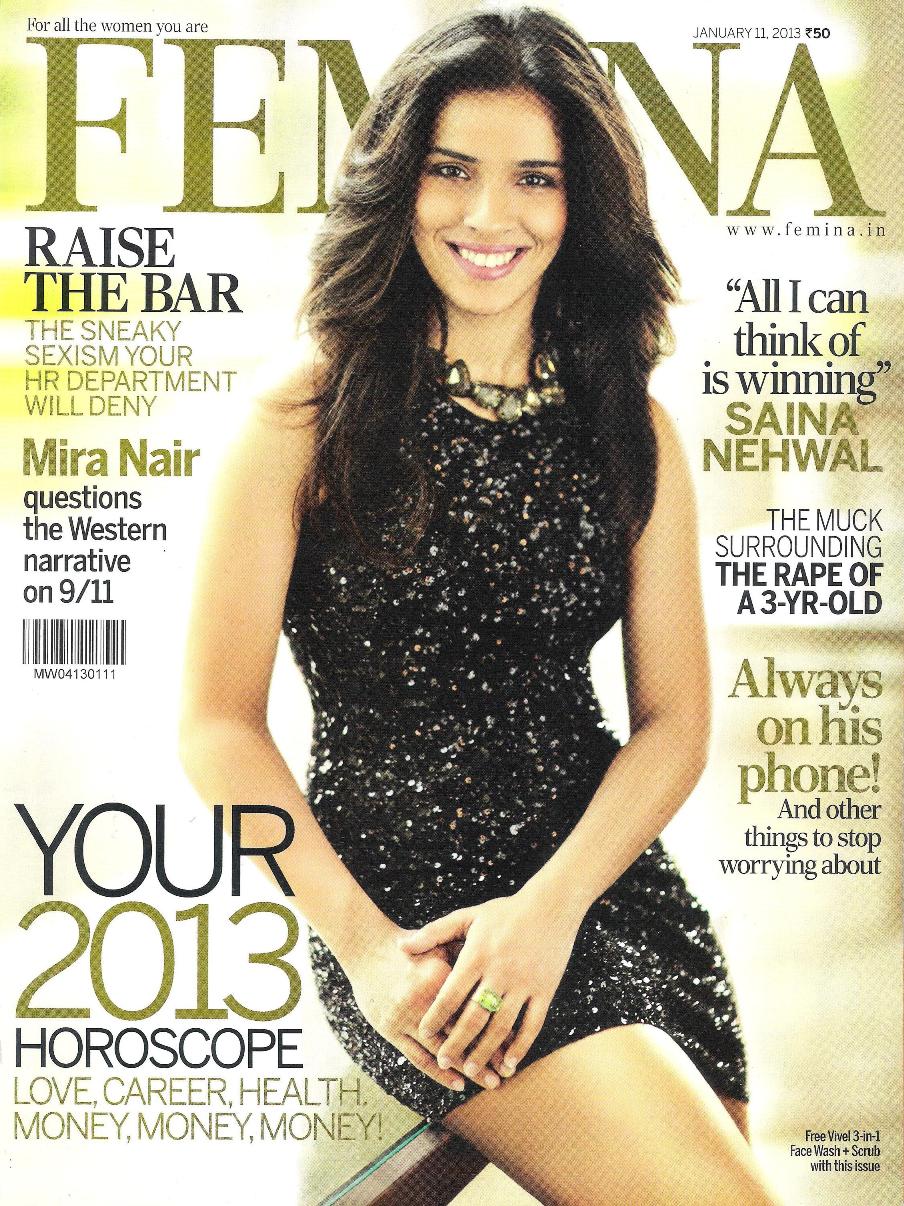 For all the women you are
JANUARY 11, 2013 ₹50
FEMINA
www.femina.in
RAISE
THE BAR
THE SNEAKY
SEXISM YOUR
HR DEPARTMENT
WILL DENY
Mira Nair
questions
the Western
narrative
on 9/11
MW04130111
“All I can
think of
is winning”
SAINA
NEHWAL
THE MUCK
SURROUNDING
THE RAPE OF
A 3-YR-OLD
Always
on his
phone!
And other
things to stop
worrying about
YOUR
2013
HOROSCOPE
LOVE, CAREER, HEALTH.
MONEY, MONEY, MONEY!
Free Vivel 3-in-1
Face Wash + Scrub
with this issue